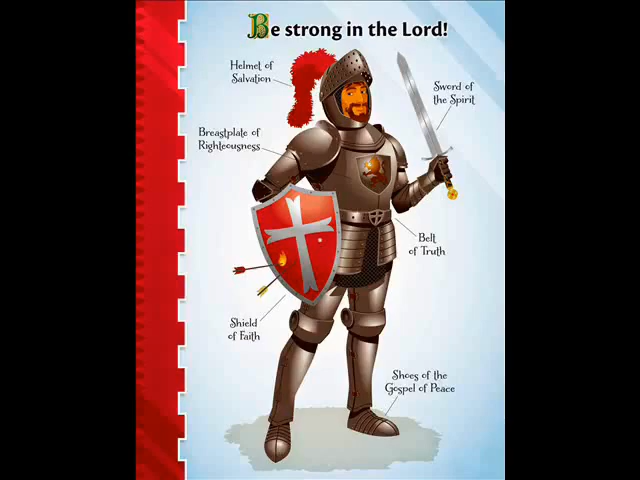 Be strong in the Lord!
Helmet of
Salvation
Sword of
the Spirit
Breastplate of
Righteousness
Belt
of Truth
Shield
of Faith
Shoes of the
Gospel of Peace